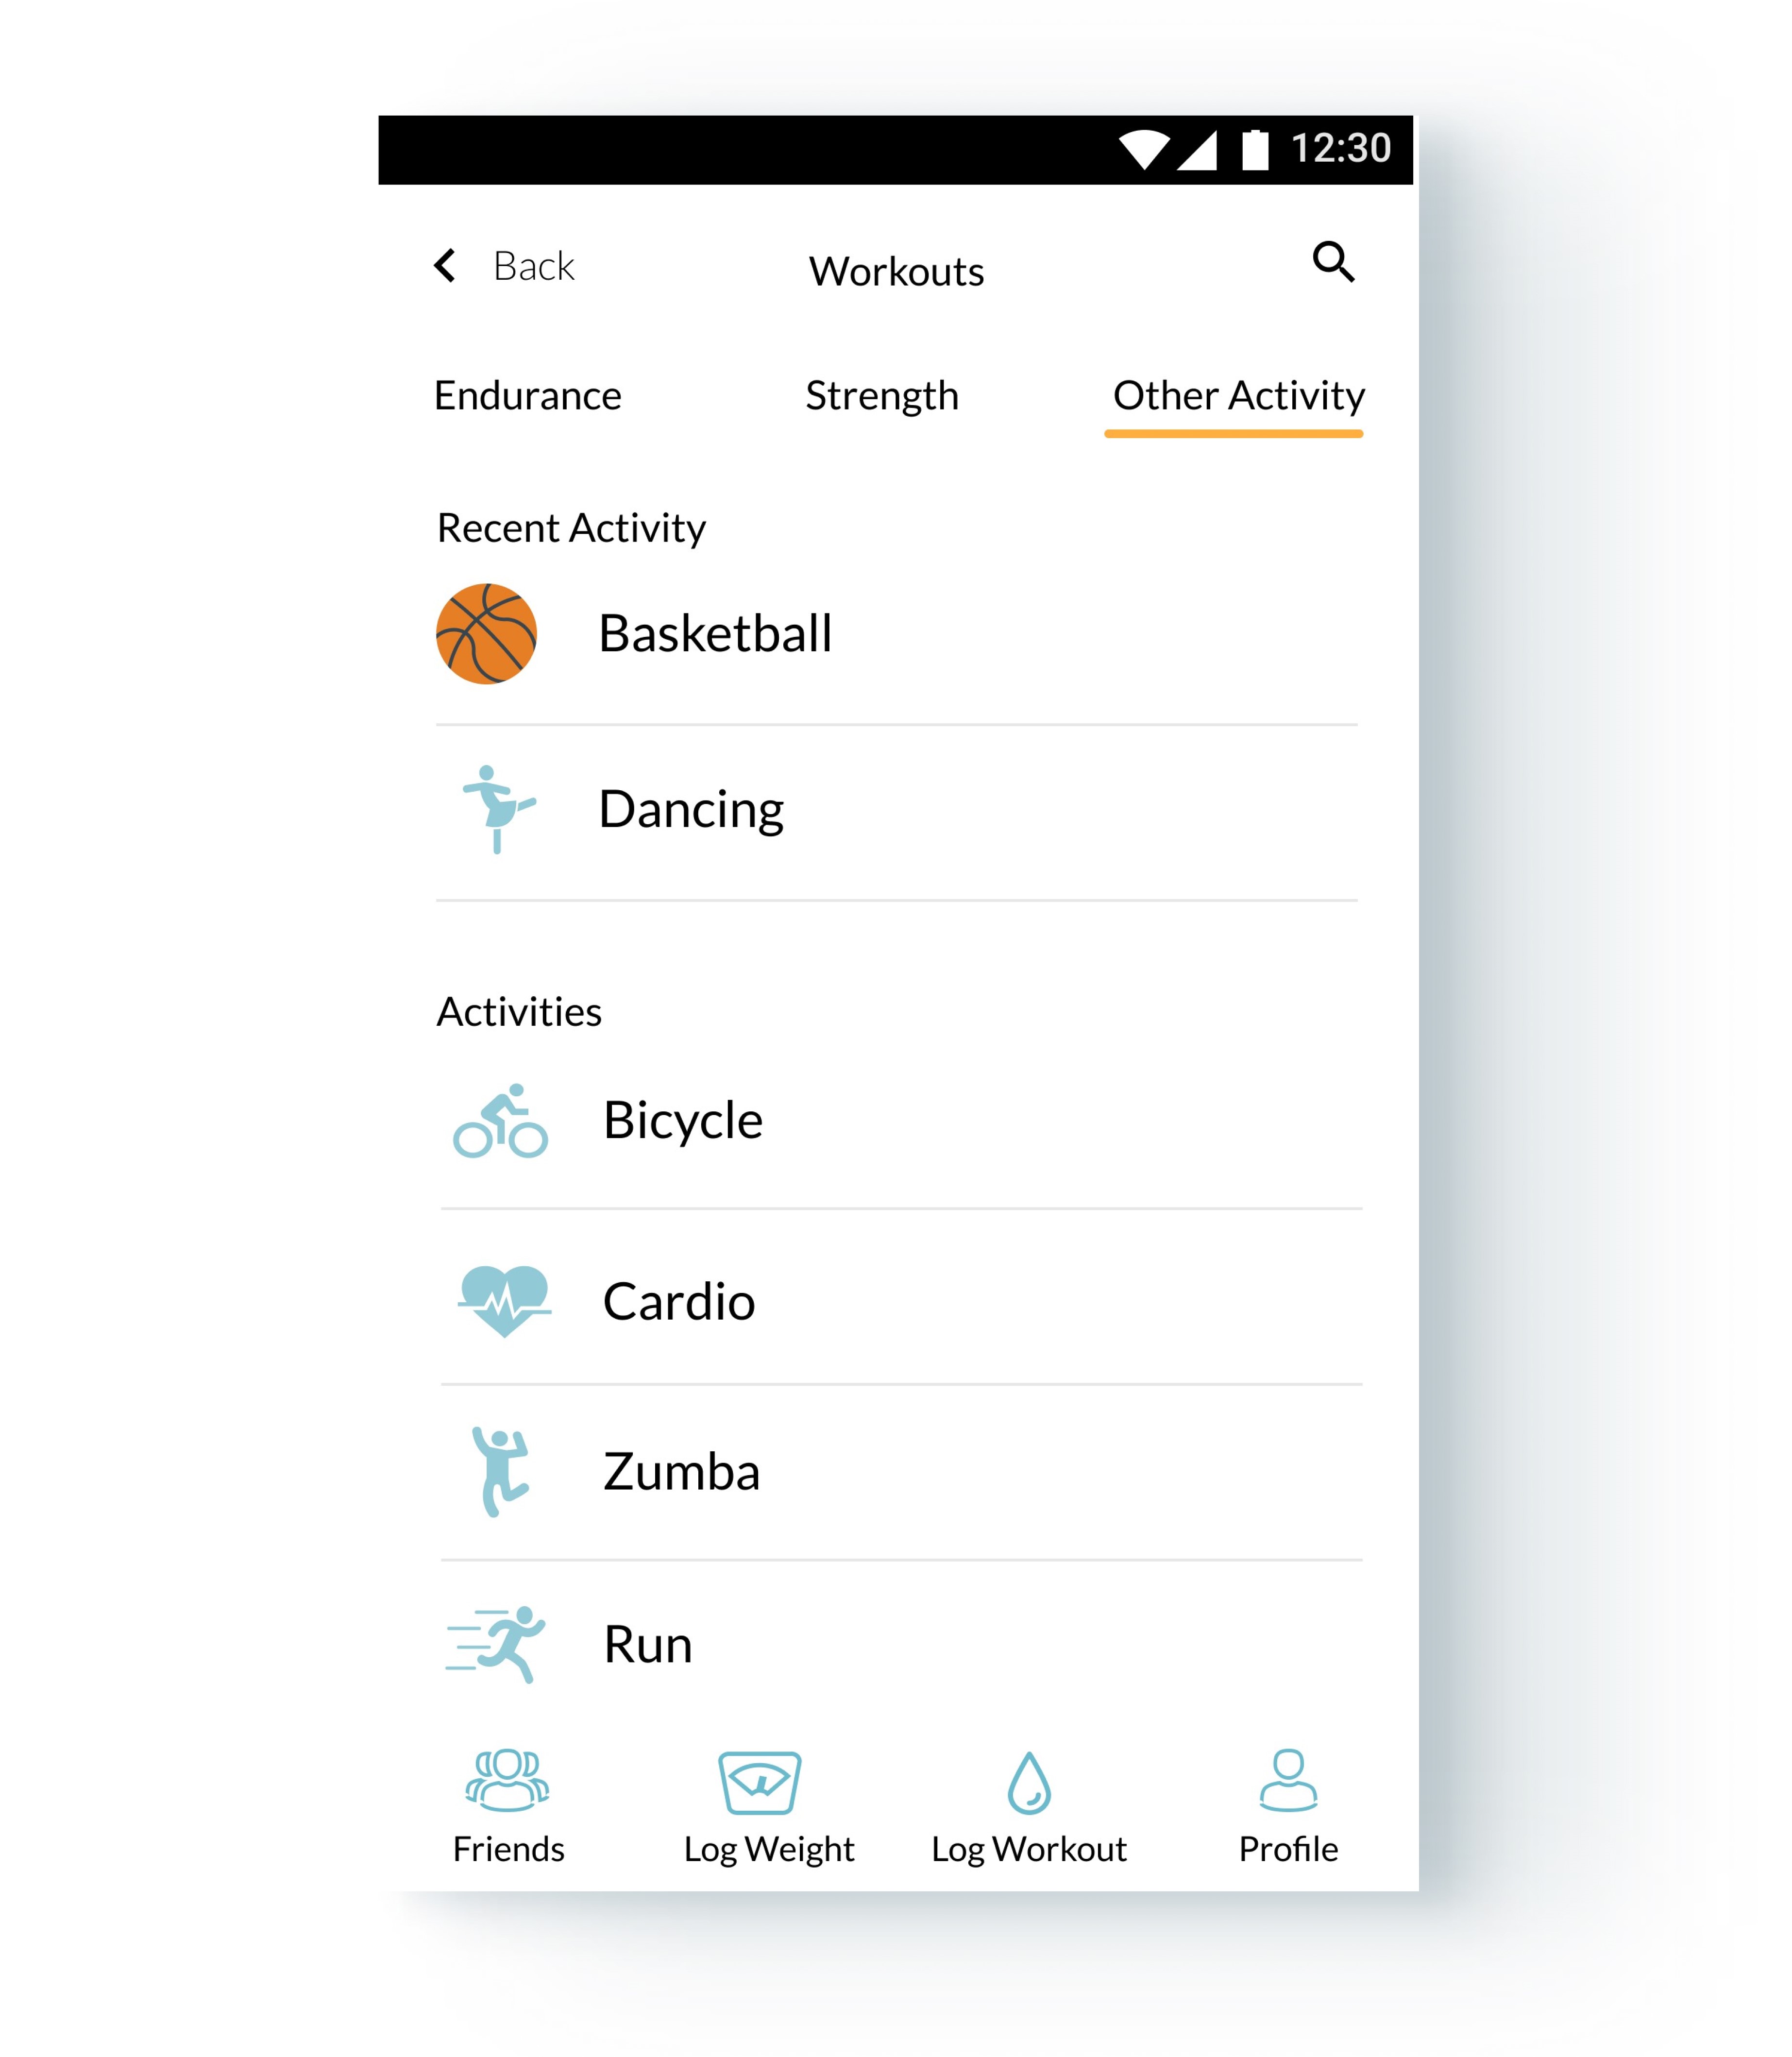 12:30
Back
Workouts
Endurance
Strength
Other Activity
Recent Activity
Basketball
Dancing
Activities
Bicycle
Cardio
Zumba
Run
Friends
Log Weight
Log Workout
Profile